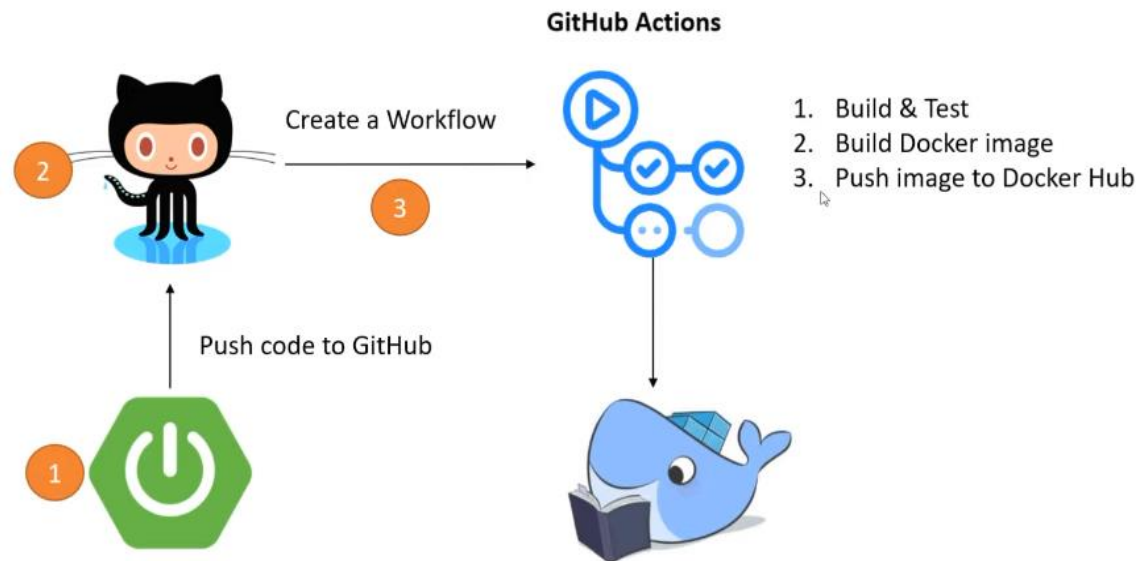 GitHub Actions
Create a Workflow
1. Build & Test
2. Build Docker image
3. Push image to Docker Hub
2
3
Push code to GitHub
1